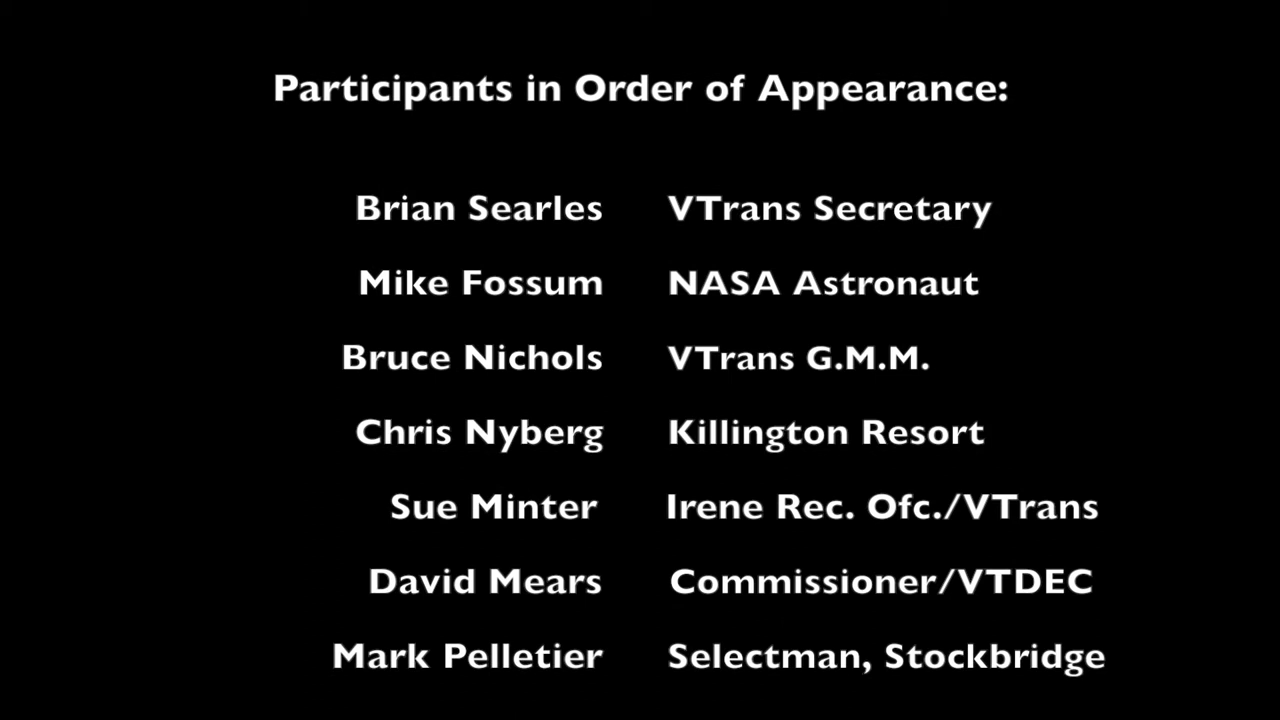 Participants in Order of Appearance:
Brian Searles VTrans Secretary
Mike Fossum NASA Astronaut
Bruce Nichols VTrans G.M.M.
Chris Nyberg Killington Resort
Sue Minter Irene Rec. Ofc./VTrans
David Mears Commissioner/VTDEC
Mark Pelletier Selectman, Stockbridge